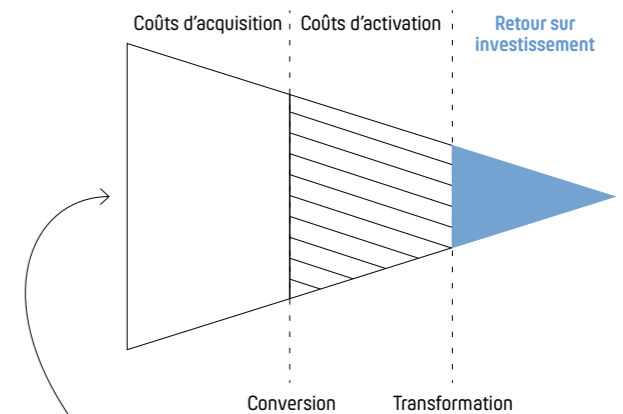 Coûts d'acquisition
Coûts d'activation
Retour sur
investissement
Conversion
Transformation